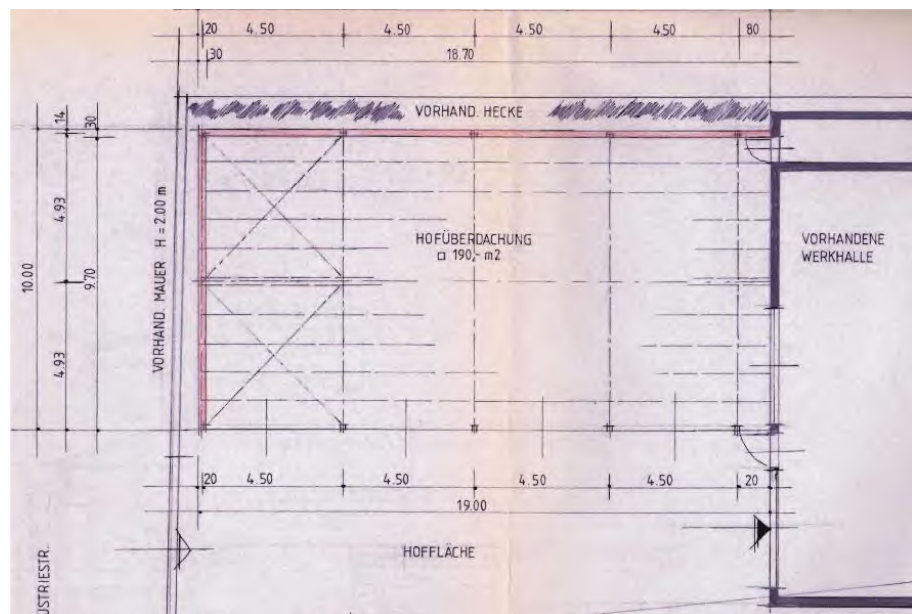 20 4.50 4.50 4.50 4.50 80
30 18.70
VORHAND. HECKE
14
30
4.93
4.93
10.00
9.70
VORHAND. MAUER H = 2.00 m
HOFÜBERDACHUNG
□ 190,- m2
VORHANDENE
WERKHALLE
20 4.50 4.50 4.50 4.50 20
19.00
HOFFLÄCHE
USTRIESTR.